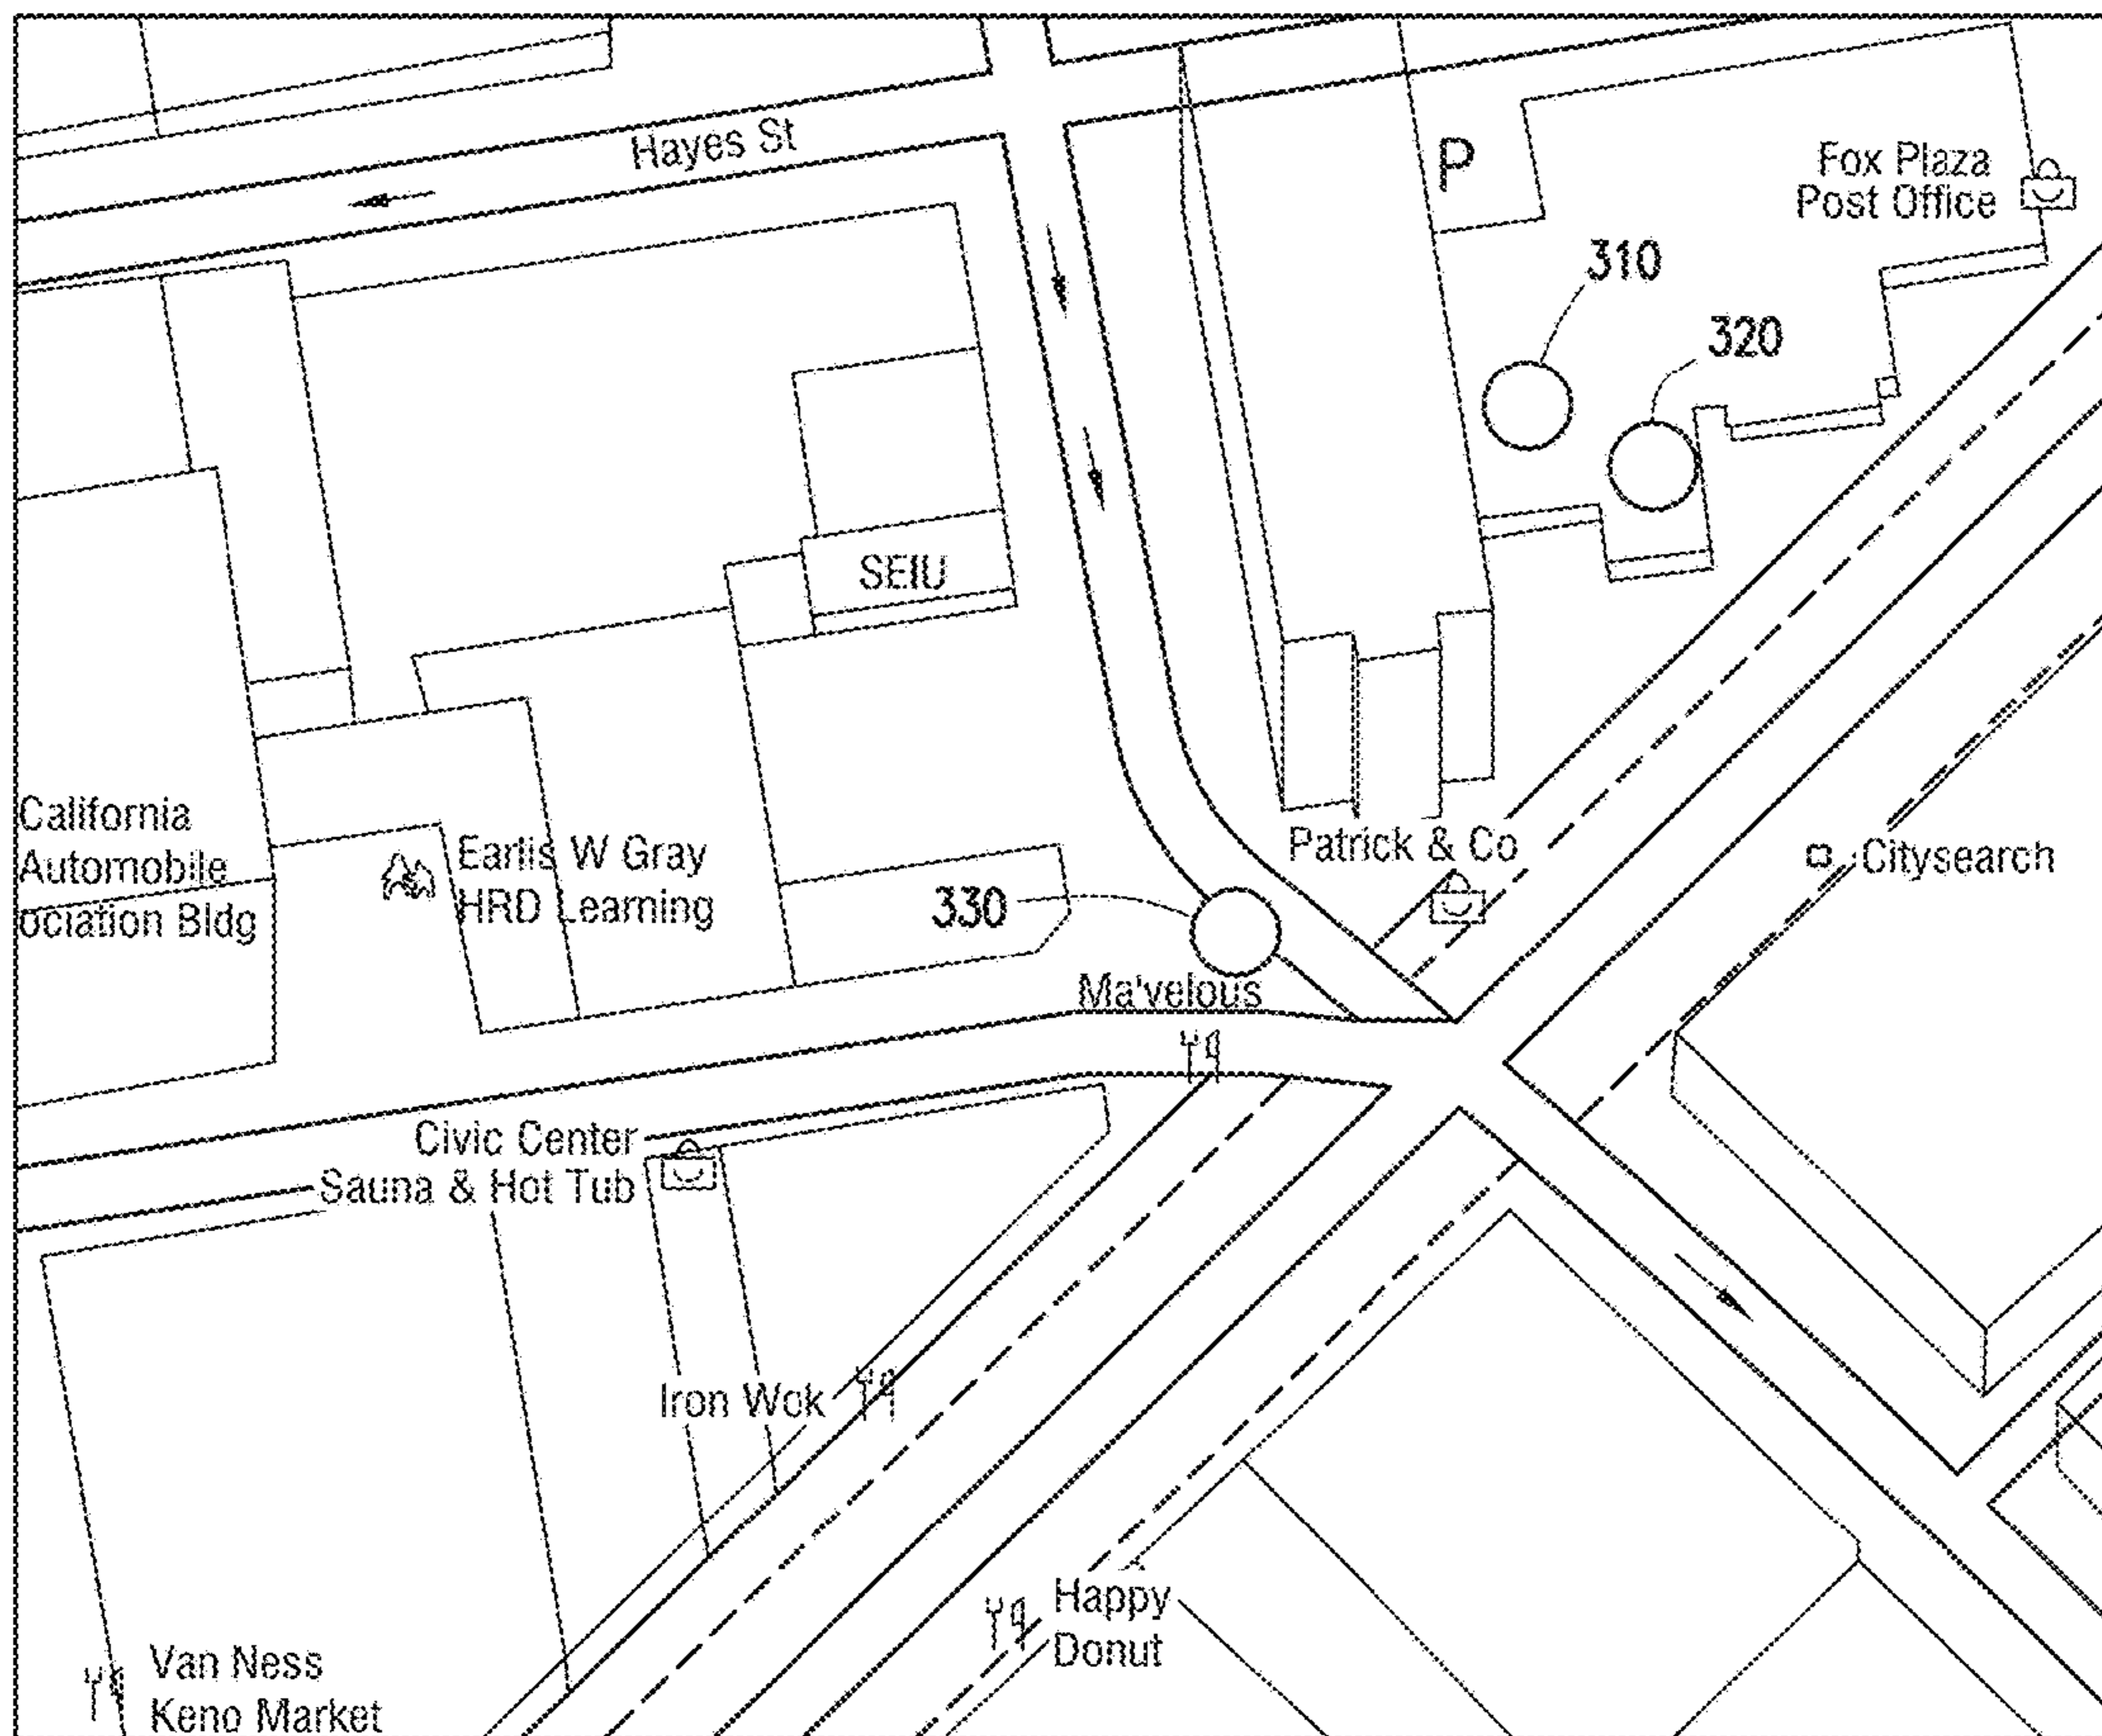 Hayes St
P
Fox Plaza
Post Office
310
320
SEIU
California
Automobile
ociation Bldg
Earlis W Gray
HRD Learning
330
Patrick & Co
Citysearch
Ma'velous
Civic Center
Sauna & Hot Tub
Iron Wok
Happy
Donut
Van Ness
Keno Market